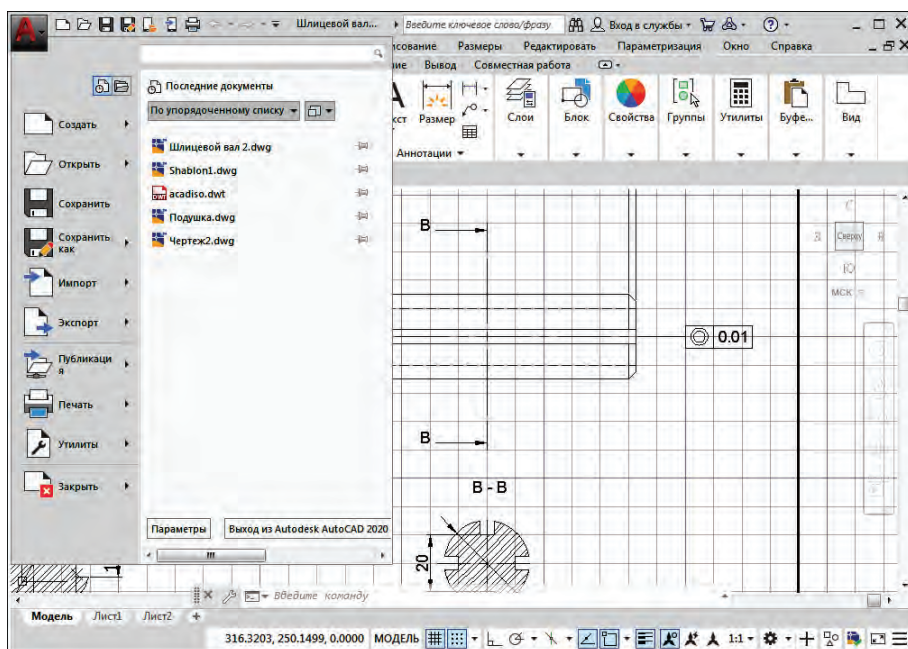 Шлицевой вал... Введите ключевое слово/фразу Вход в службы
исование Размеры Редактировать Параметризация Окно Справка
ние Вывод Совместная работа
Последние документы
По упорядоченному списку
Шлицевой вал 2.dwg
Shablon1.dwg
acadiso.dwt
Подушка.dwg
Чертеж2.dwg
Создать
Открыть
Сохранить
Сохранить
как
Импорт
Экспорт
Публикаци
я
Печать
Утилиты
Закрыть
Параметры Выход из Autodesk AutoCAD 2020
кст Размер Слои Блок Свойства Группы Утилиты Буфе... Вид
Аннотации
С
З Сверху В
Ю
МСК
B
0.01
B
B - B
20
1
Введите команду
Модель Лист1 Лист2 +
316.3203, 250.1499, 0.0000 МОДЕЛЬ 1:1